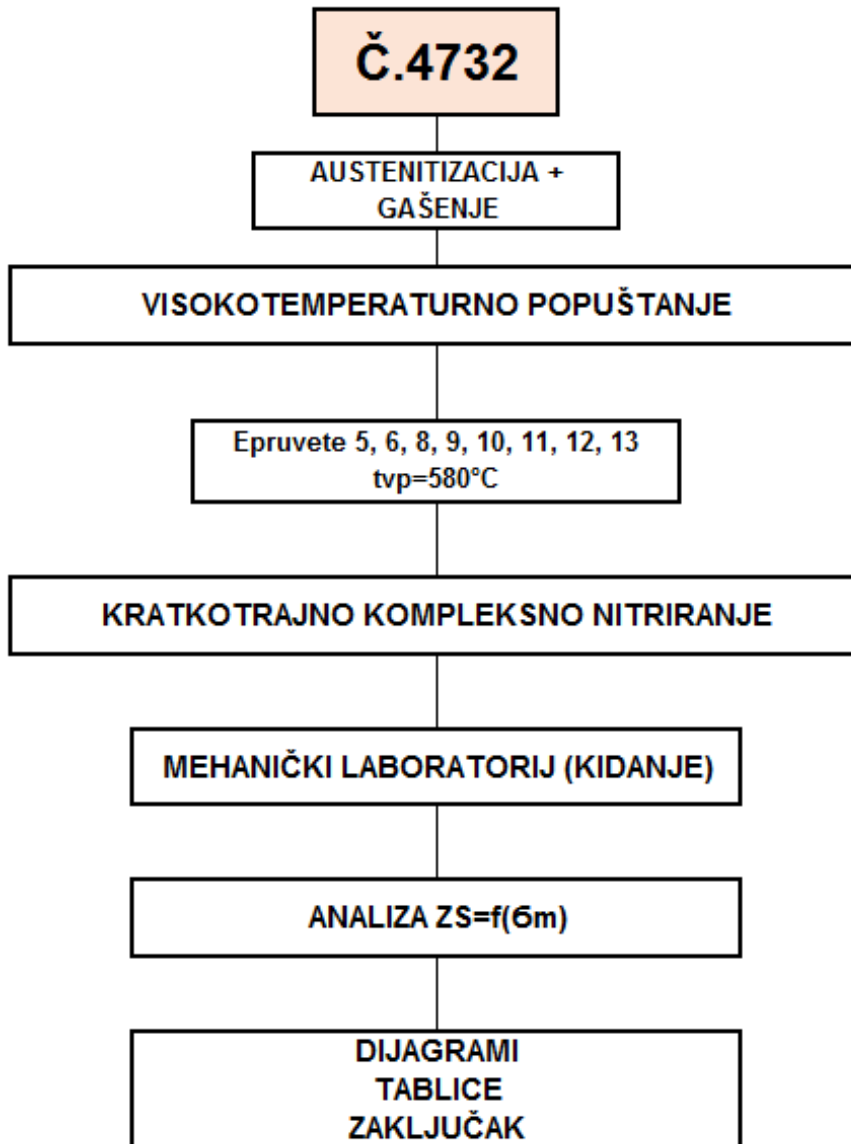 Č.4732
AUSTENITIZACIJA +
GAŠENJE
VISOKOTEMPERATURNO POPUŠTANJE
Epruvete 5, 6, 8, 9, 10, 11, 12, 13
tvp=580°C
KRATKOTRAJNO KOMPLEKSNO NITRIRANJE
MEHANIČKI LABORATORIJ (KIDANJE)
ANALIZA ZS=f(Ϭm)
DIJAGRAMI
TABLICE
ZAKLJUČAK